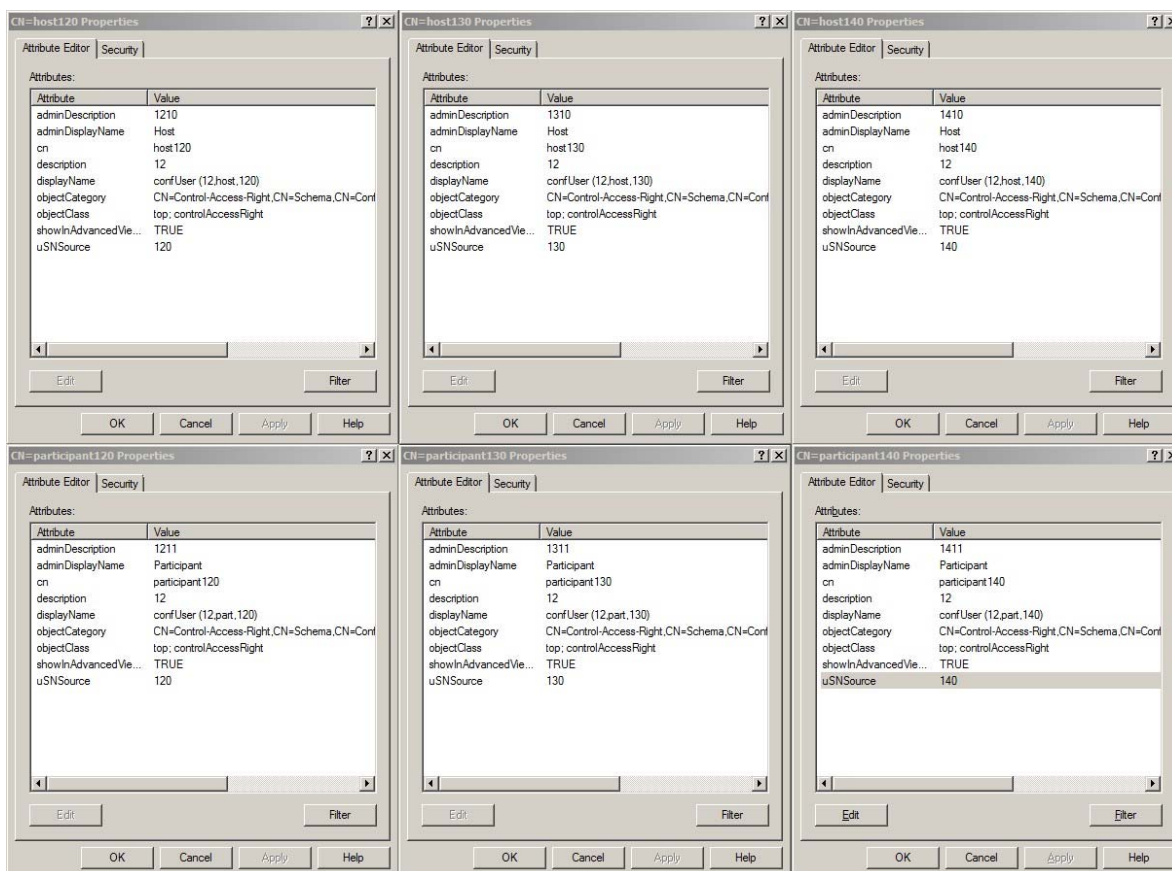 CN=host120 Properties
Attribute Editor Security
Attributes:
Attribute Value
adminDescription 1210
adminDisplayName Host
cn host120
description 12
displayName confUser (12,host,120)
objectCategory CN=Control-Access-Right,CN=Schema,CN=Conf
objectClass top; controlAccessRight
showInAdvancedVie... TRUE
uSNSource 120
Edit Filter
OK Cancel Apply Help
CN=host130 Properties
Attribute Editor Security
Attributes:
Attribute Value
adminDescription 1310
adminDisplayName Host
cn host130
description 12
displayName confUser (12,host,130)
objectCategory CN=Control-Access-Right,CN=Schema,CN=Conf
objectClass top; controlAccessRight
showInAdvancedVie... TRUE
uSNSource 130
Edit Filter
OK Cancel Apply Help
CN=host140 Properties
Attribute Editor Security
Attributes:
Attribute Value
adminDescription 1410
adminDisplayName Host
cn host140
description 12
displayName confUser (12,host,140)
objectCategory CN=Control-Access-Right,CN=Schema,CN=Conf
objectClass top; controlAccessRight
showInAdvancedVie... TRUE
uSNSource 140
Edit Filter
OK Cancel Apply Help
CN=participant120 Properties
Attribute Editor Security
Attributes:
Attribute Value
adminDescription 1211
adminDisplayName Participant
cn participant120
description 12
displayName confUser (12,part,120)
objectCategory CN=Control-Access-Right,CN=Schema,CN=Conf
objectClass top; controlAccessRight
showInAdvancedVie... TRUE
uSNSource 120
Edit Filter
OK Cancel Apply Help
CN=participant130 Properties
Attribute Editor Security
Attributes:
Attribute Value
adminDescription 1311
adminDisplayName Participant
cn participant130
description 12
displayName confUser (12,part,130)
objectCategory CN=Control-Access-Right,CN=Schema,CN=Conf
objectClass top; controlAccessRight
showInAdvancedVie... TRUE
uSNSource 130
Edit Filter
OK Cancel Apply Help
CN=participant140 Properties
Attribute Editor Security
Attributes:
Attribute Value
adminDescription 1411
adminDisplayName Participant
cn participant140
description 12
displayName confUser (12,part,140)
objectCategory CN=Control-Access-Right,CN=Schema,CN=Conf
objectClass top; controlAccessRight
showInAdvancedVie... TRUE
uSNSource 140
Edit Filter
OK Cancel Apply Help